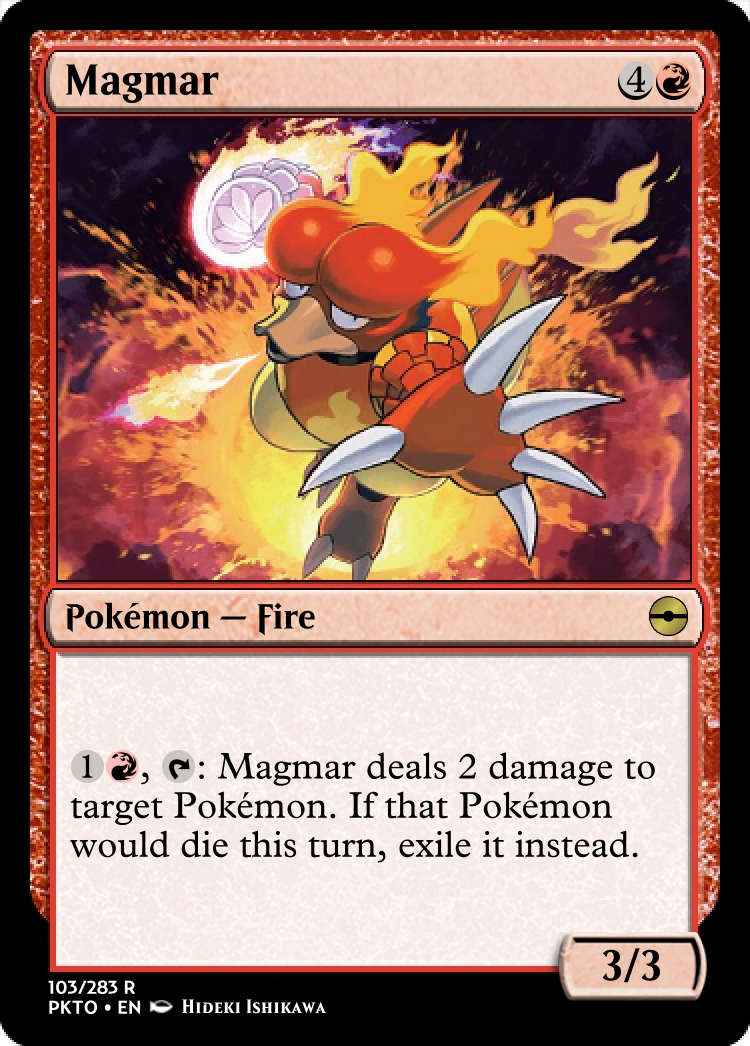 Magmar 4
Pokémon — Fire
1, : Magmar deals 2 damage to
target Pokémon. If that Pokémon
would die this turn, exile it instead.
3/3
103/283 R
PKTO • EN Hideki Ishikawa